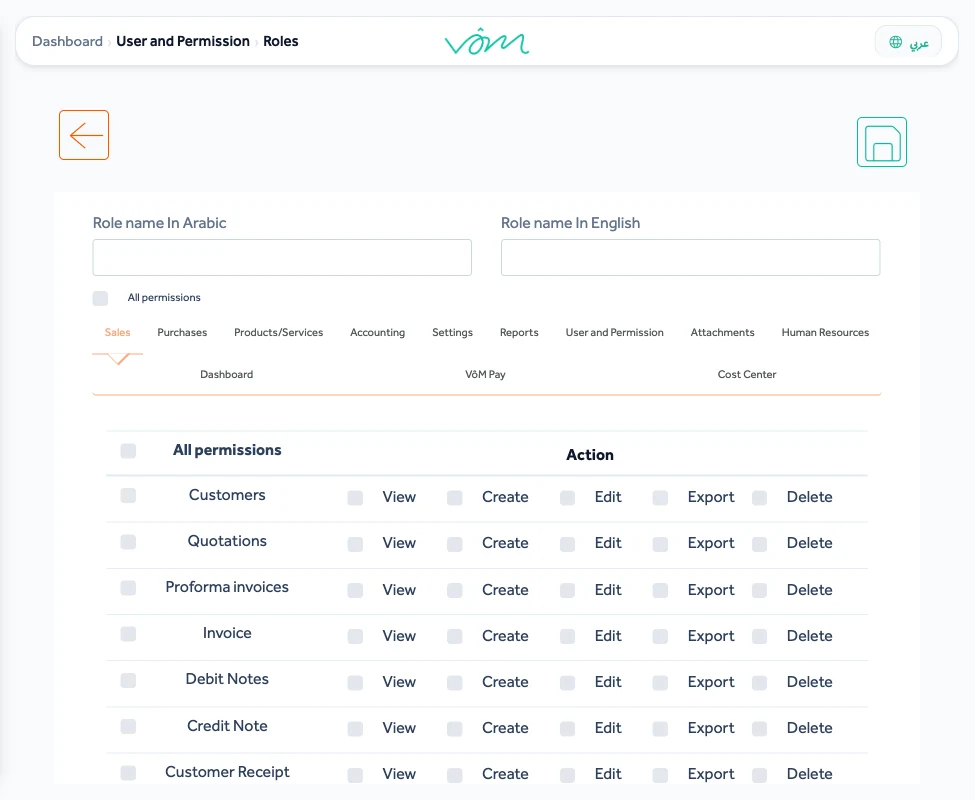 Dashboard › User and Permission › Roles
vôm
عربي
Role name In Arabic
Role name In English
All permissions
Sales Purchases Products/Services Accounting Settings Reports User and Permission Attachments Human Resources
Dashboard VôM Pay Cost Center
All permissions Action
Customers View Create Edit Export Delete
Quotations View Create Edit Export Delete
Proforma invoices View Create Edit Export Delete
Invoice View Create Edit Export Delete
Debit Notes View Create Edit Export Delete
Credit Note View Create Edit Export Delete
Customer Receipt View Create Edit Export Delete